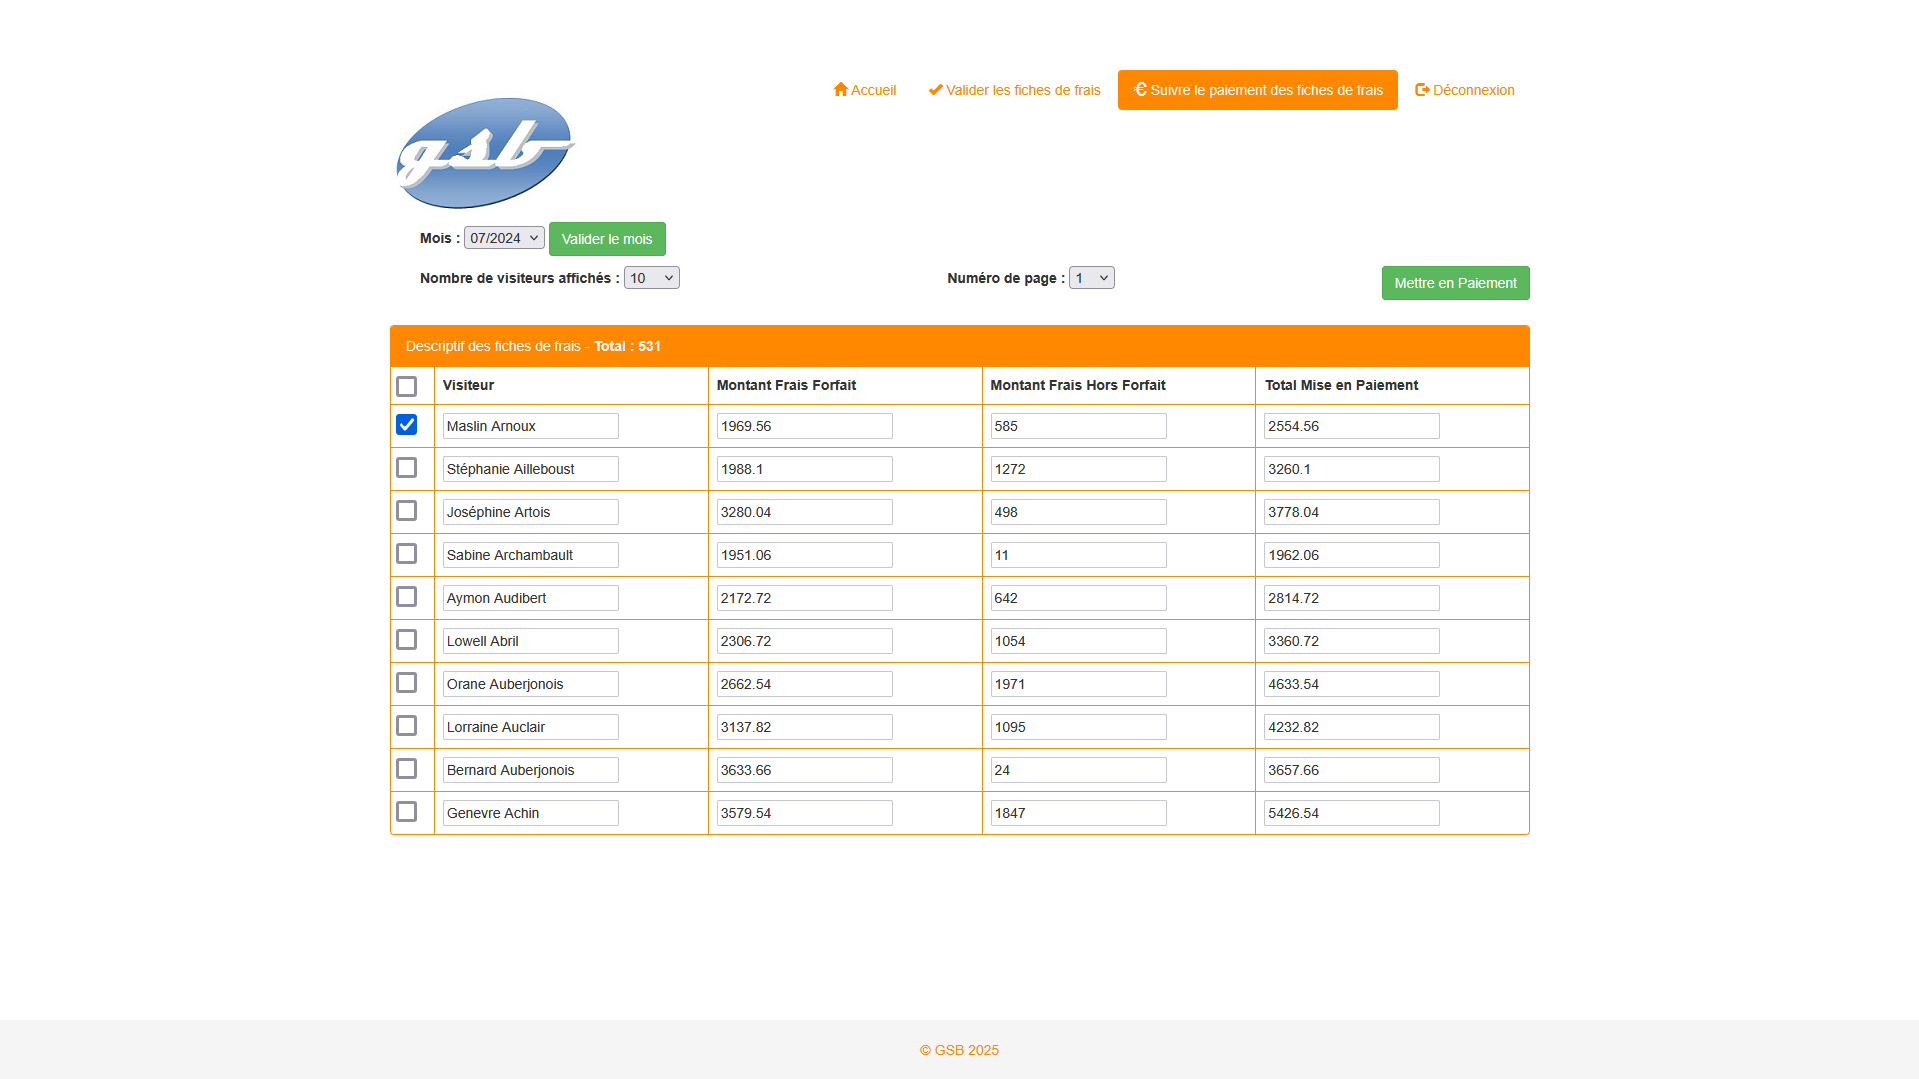 Accueil Valider les fiches de frais Suivre le paiement des fiches de frais Déconnexion
gsb
Mois : 07/2024 Valider le mois
Nombre de visiteurs affichés : 10 Numéro de page : 1 Mettre en Paiement
Descriptif des fiches de frais - Total : 531
Visiteur Montant Frais Forfait Montant Frais Hors Forfait Total Mise en Paiement
Maslin Arnoux 1969.56 585 2554.56
Stéphanie Ailleboust 1988.1 1272 3260.1
Joséphine Artois 3280.04 498 3778.04
Sabine Archambault 1951.06 11 1962.06
Aymon Audibert 2172.72 642 2814.72
Lowell Abril 2306.72 1054 3360.72
Orane Auberjonois 2662.54 1971 4633.54
Lorraine Auclair 3137.82 1095 4232.82
Bernard Auberjonois 3633.66 24 3657.66
Genevre Achin 3579.54 1847 5426.54
© GSB 2025